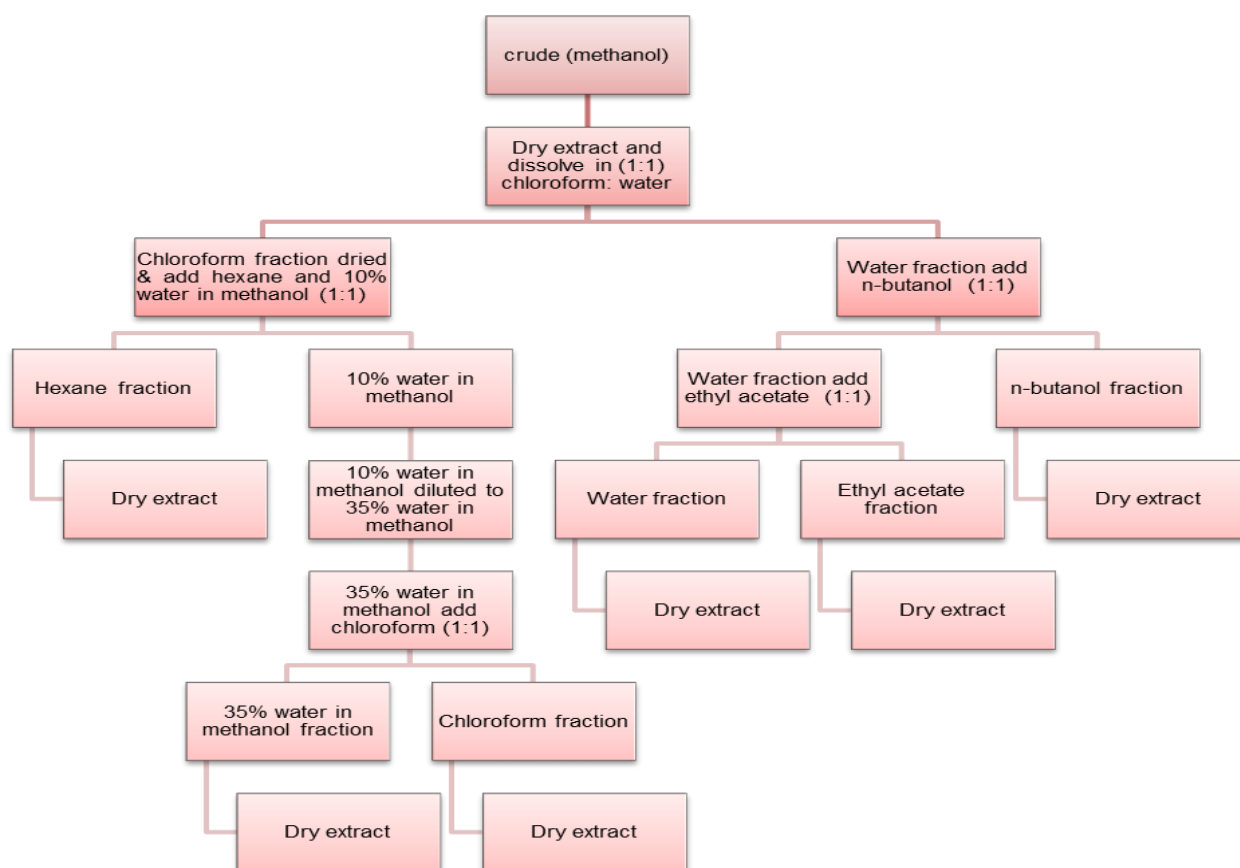 crude (methanol)
Dry extract and
dissolve in (1:1)
chloroform: water
Chloroform fraction dried
& add hexane and 10%
water in methanol (1:1)
Water fraction add
n-butanol (1:1)
Hexane fraction
10% water in
methanol
Water fraction add
ethyl acetate (1:1)
n-butanol fraction
Dry extract
10% water in
methanol diluted to
35% water in
methanol
Water fraction
Ethyl acetate
fraction
Dry extract
35% water in
methanol add
chloroform (1:1)
Dry extract
Dry extract
35% water in
methanol fraction
Chloroform fraction
Dry extract
Dry extract